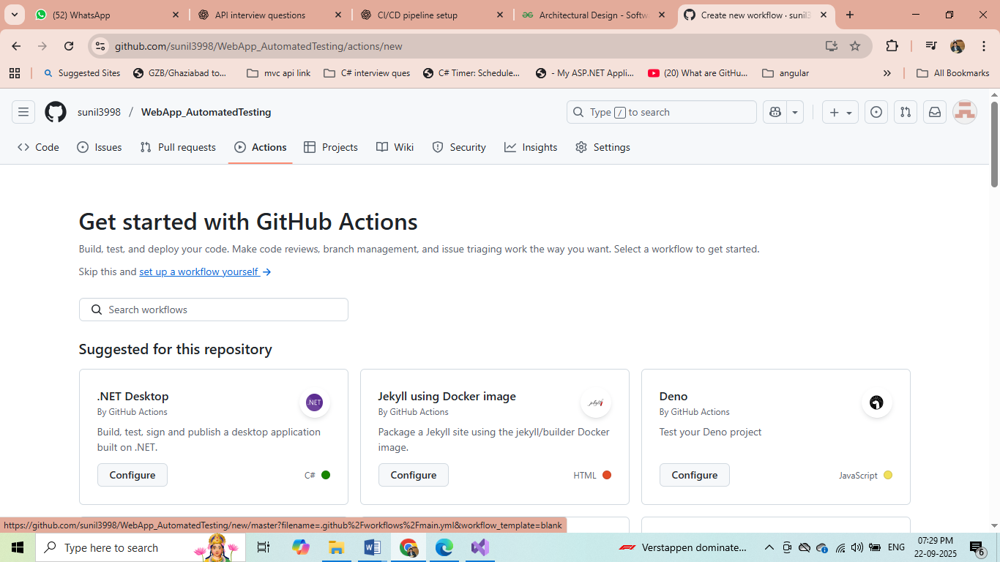 (52) WhatsApp
API interview questions
CI/CD pipeline setup
Architectural Design - Softw
Create new workflow · sunil3
github.com/sunil3998/WebApp_AutomatedTesting/actions/new
Suggested Sites
GZB/Ghaziabad to...
mvc api link
C# interview ques
C# Timer: Schedule...
- My ASP.NET Appli...
(20) What are GitHu...
angular
All Bookmarks
sunil3998 / WebApp_AutomatedTesting
Type / to search
Code
Issues
Pull requests
Actions
Projects
Wiki
Security
Insights
Settings
Get started with GitHub Actions
Build, test, and deploy your code. Make code reviews, branch management, and issue triaging work the way you want. Select a workflow to get started.
Skip this and set up a workflow yourself →
Search workflows
Suggested for this repository
.NET Desktop
By GitHub Actions
Build, test, sign and publish a desktop application
built on .NET.
Configure
C#
.NET
Jekyll using Docker image
By GitHub Actions
Package a Jekyll site using the jekyll/builder Docker
image.
Configure
HTML
jekyll
Deno
By GitHub Actions
Test your Deno project
Configure
JavaScript
https://github.com/sunil3998/WebApp_AutomatedTesting/new/master?filename=.github%2Fworkflows%2Fmain.yml&workflow_template=blank
Type here to search
Verstappen dominate...
ENG
07:29 PM
22-09-2025
6